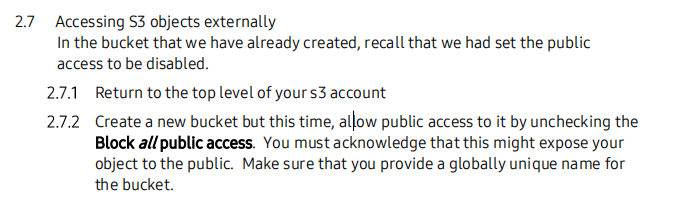 2.7 Accessing S3 objects externally
In the bucket that we have already created, recall that we had set the public
access to be disabled.
2.7.1 Return to the top level of your s3 account
2.7.2 Create a new bucket but this time, allow public access to it by unchecking the
Block all public access. You must acknowledge that this might expose your
object to the public. Make sure that you provide a globally unique name for
the bucket.